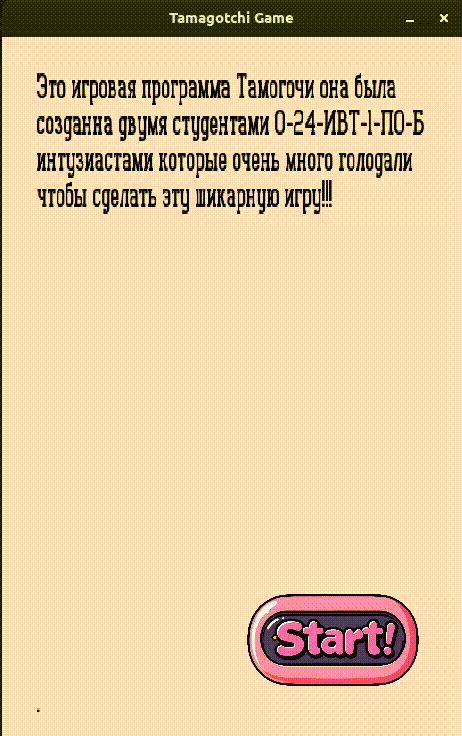 Tamagotchi Game
Это игровая программа Тамогочи она была
созданна двумя студентами О-24-ИВТ-1-ПО-Б
интузиастами которые очень много голодали
чтобы сделать эту шикарную игру!!!
Start!
.